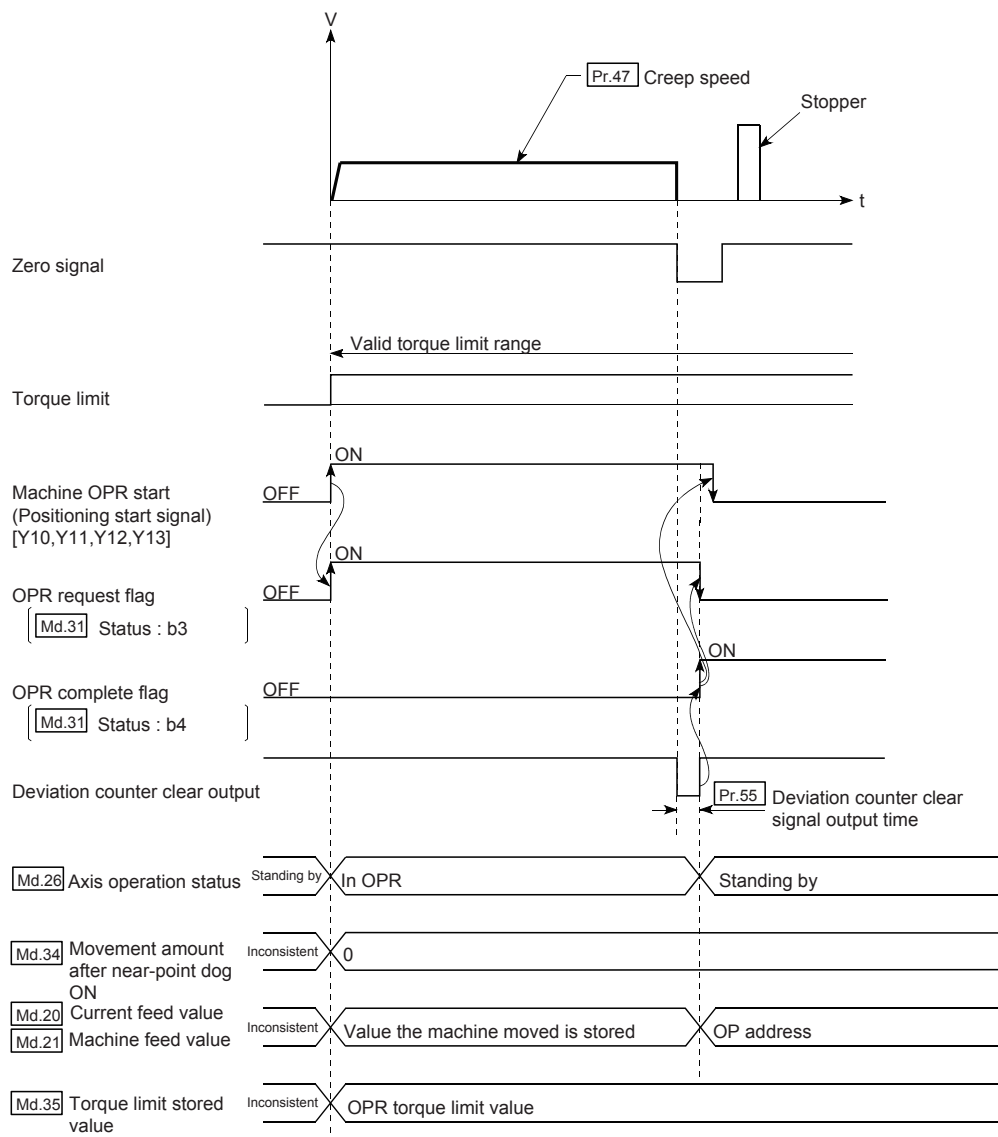 V
Pr.47 Creep speed
Stopper
t
Zero signal
Valid torque limit range
Torque limit
ON
Machine OPR start
(Positioning start signal)
[Y10,Y11,Y12,Y13]
OFF
ON
OPR request flag
OFF
Md.31 Status : b3
ON
OPR complete flag
OFF
Md.31 Status : b4
Deviation counter clear output
Pr.55 Deviation counter clear
signal output time
Md.26 Axis operation status
Standing by
In OPR
Standing by
Md.34 Movement amount
after near-point dog
ON
Inconsistent
0
Md.20 Current feed value
Md.21 Machine feed value
Inconsistent
Value the machine moved is stored
OP address
Md.35 Torque limit stored
value
Inconsistent
OPR torque limit value